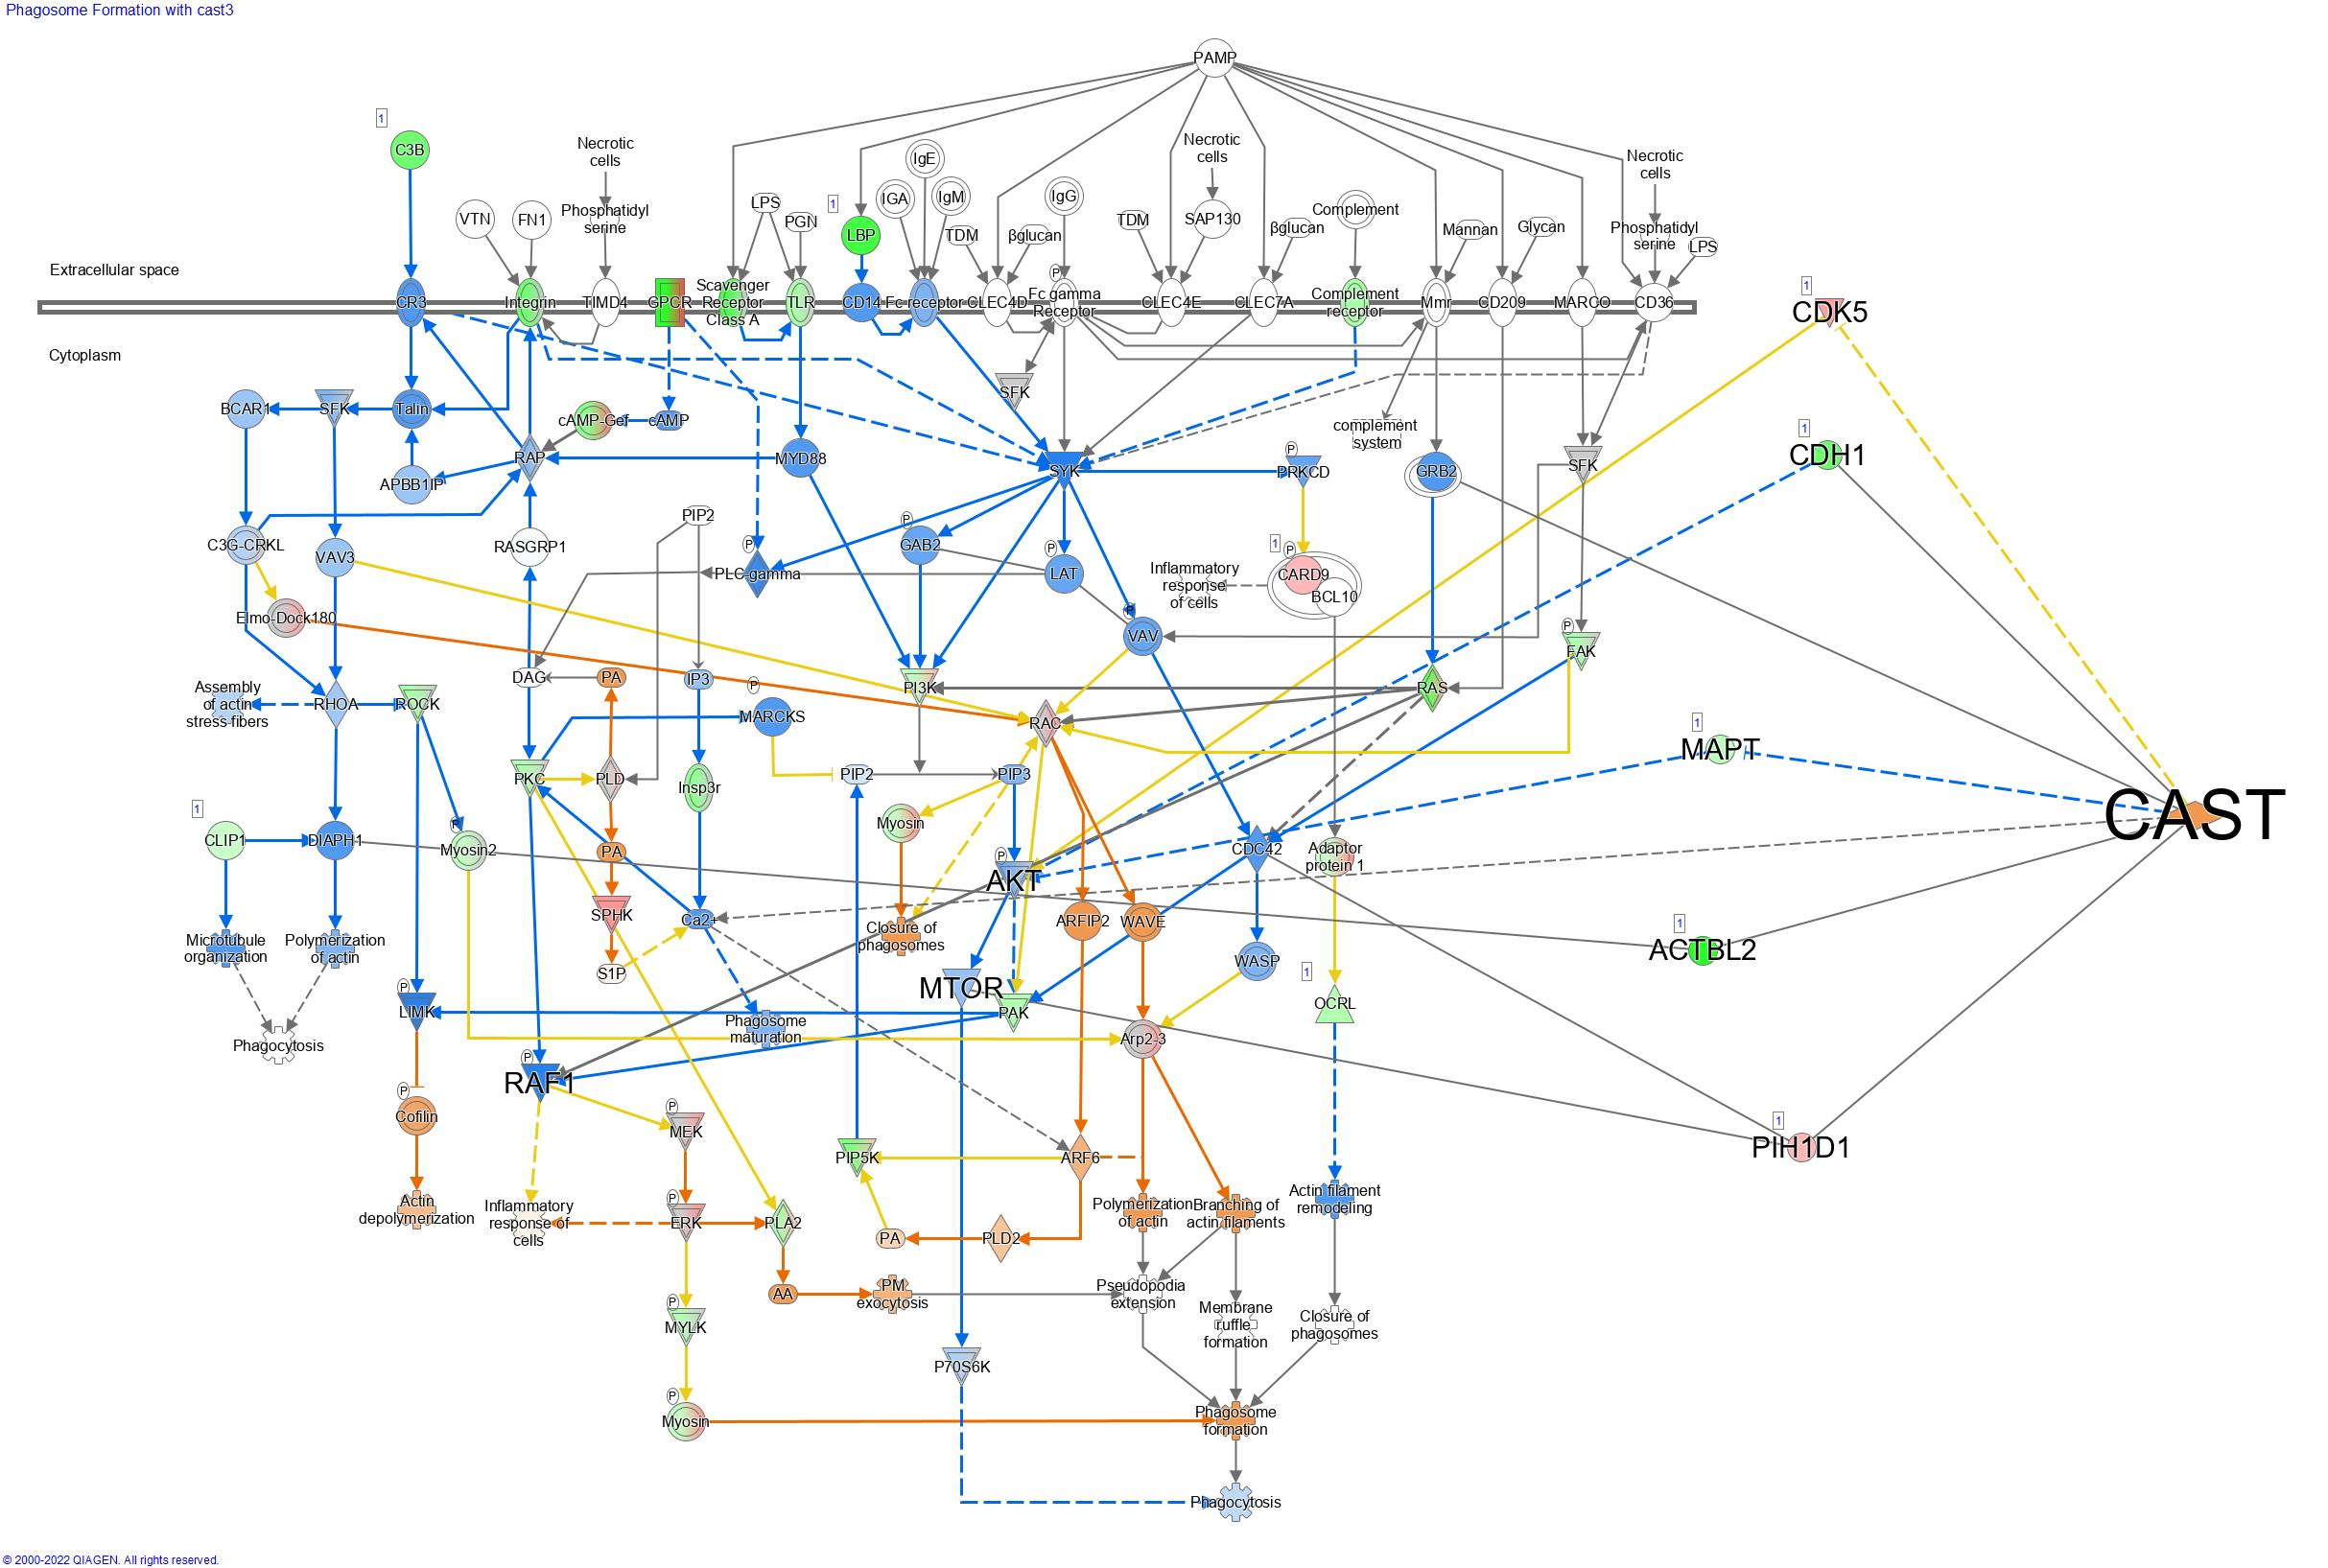 Phagosome Formation with cast3
PAMP
1
C3B
Necrotic
cells
Necrotic
cells
Necrotic
cells
IgE
1
LPS
IGA
IgM
IgG
VTN
FN1
Phosphatidyl
serine
PGN
LBP
TDM
βglucan
TDM
SAP130
βglucan
Complement
Mannan
Glycan
Phosphatidyl
serine
LPS
Extracellular space
P
CR3
Integrin
TIMD4
GPCR
Scavenger
Receptor
Class A
TLR
CD14
Fc receptor
CLEC4D
Fc gamma
Receptor
CLEC4E
CLEC7A
Complement
receptor
Mmr
CD209
MARCO
CD36
1
CDK5
Cytoplasm
BCAR1
SFK
Talin
cAMP-Gef
cAMP
SFK
complement
system
1
CDH1
APBB1IP
RAP
MYD88
SYK
P
PRKCD
GRB2
SFK
C3G-CRKL
VAV3
RASGRP1
PIP2
P
PLC-gamma
P
GAB2
P
LAT
Inflammatory
response
of cells
1
P
CARD9
BCL10
Elmo-Dock180
P
VAV
P
FAK
Assembly
of actin
stress fibers
RHOA
ROCK
DAG
PA
IP3
P
MARCKS
PI3K
RAC
RAS
1
MAPT
PKC
PLD
Insp3r
PIP2
PIP3
CAST
1
CLIP1
DIAPH1
P
Myosin2
PA
Myosin
P
AKT
CDC42
Adaptor
protein 1
SPHK
Ca2+
Closure of
phagosomes
ARFIP2
WAVE
1
ACTBL2
Microtubule
organization
Polymerization
of actin
S1P
WASP
1
OCRL
P
LIMK
MTOR
PAK
Phagosome
maturation
Phagocytosis
Arp2-3
P
RAF1
P
Cofilin
P
MEK
PIP5K
ARF6
1
PIH1D1
Actin
depolymerization
Inflammatory
response of
cells
P
ERK
PLA2
PA
PLD2
Polymerization
of actin
Branching of
actin filaments
Actin filament
remodeling
AA
PM
exocytosis
Pseudopodia
extension
Membrane
ruffle
formation
Closure of
phagosomes
P
MYLK
P70S6K
P
Myosin
Phagosome
formation
Phagocytosis
© 2000-2022 QIAGEN. All rights reserved.